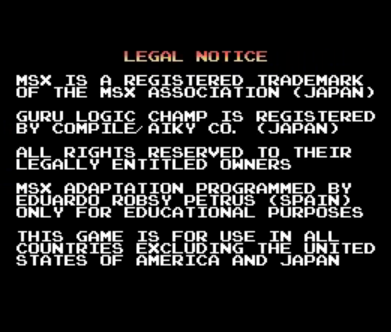 LEGAL NOTICE
MSX IS A REGISTERED TRADEMARK
OF THE MSX ASSOCIATION (JAPAN)
GURU LOGIC CHAMP IS REGISTERED
BY COMPILE/AIKY CO. (JAPAN)
ALL RIGHTS RESERVED TO THEIR
LEGALLY ENTITLED OWNERS
MSX ADAPTATION PROGRAMMED BY
EDUARDO ROBSY PETRUS (SPAIN)
ONLY FOR EDUCATIONAL PURPOSES
THIS GAME IS FOR USE IN ALL
COUNTRIES EXCLUDING THE UNITED
STATES OF AMERICA AND JAPAN